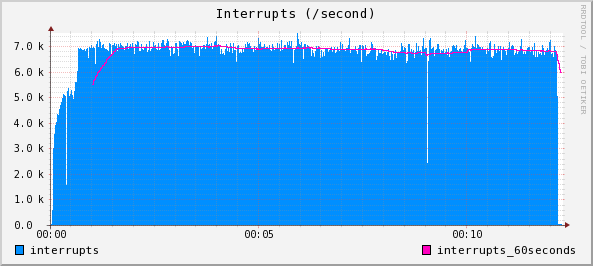 Interrupts (/second)
RRDTOOL / TOBI OETIKER
7.0 k
6.0 k
5.0 k
4.0 k
3.0 k
2.0 k
1.0 k
0.0
00:00 00:05 00:10
interrupts interrupts_60seconds